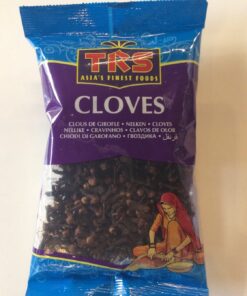 TRS
ASIA'S FINEST FOODS
CLOVES
CLOUS DE GIROFLE • NELKEN • CLOVES
NELLIKE • CRAVINHOS • CLAVOS DE OLOR
CHIODI DI GAROFANO • ГВОЗДИКА • قرنفل